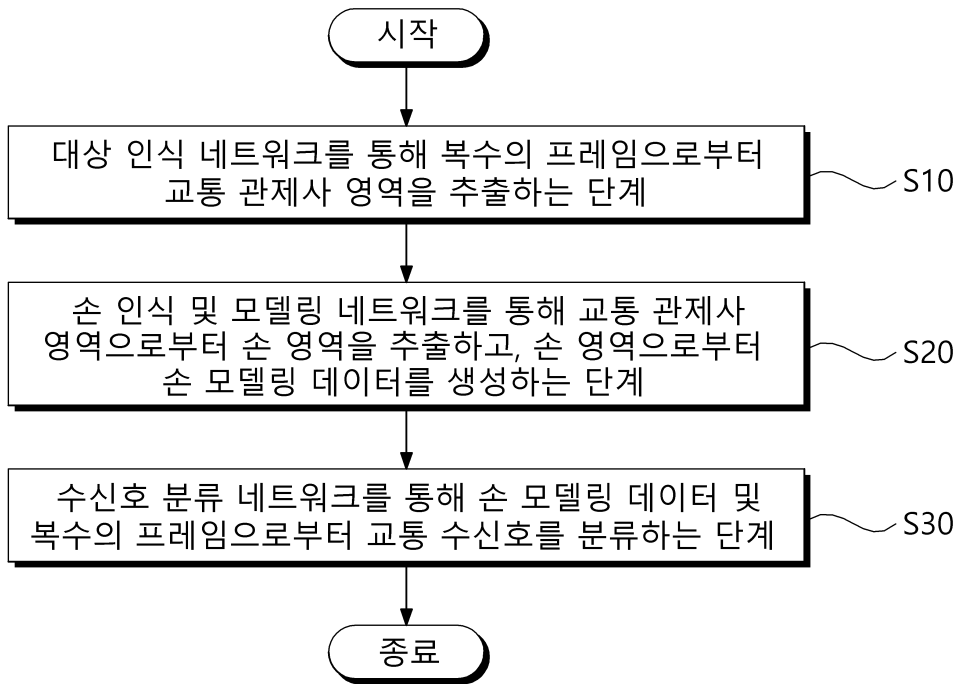 시작
대상 인식 네트워크를 통해 복수의 프레임으로부터
교통 관제사 영역을 추출하는 단계
S10
손 인식 및 모델링 네트워크를 통해 교통 관제사
영역으로부터 손 영역을 추출하고, 손 영역으로부터
손 모델링 데이터를 생성하는 단계
S20
수신호 분류 네트워크를 통해 손 모델링 데이터 및
복수의 프레임으로부터 교통 수신호를 분류하는 단계
S30
종료